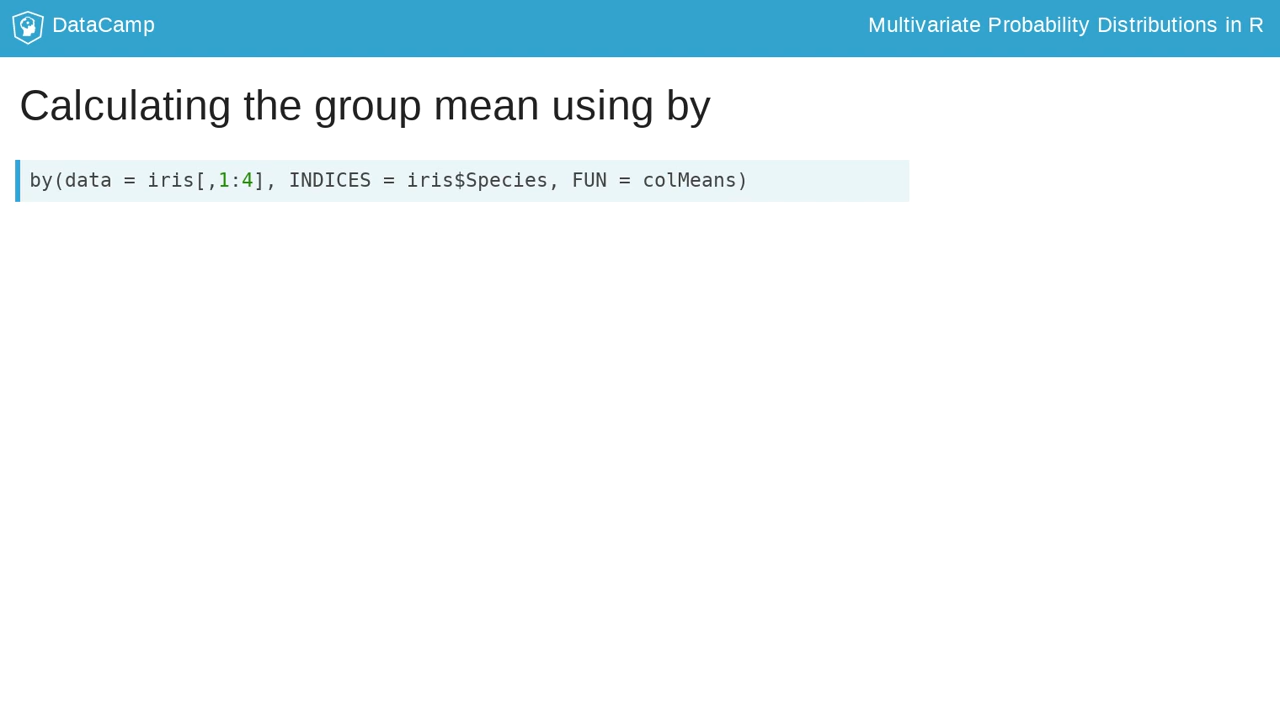 DataCamp
Multivariate Probability Distributions in R
Calculating the group mean using by
by(data = iris[,1:4], INDICES = iris$Species, FUN = colMeans)